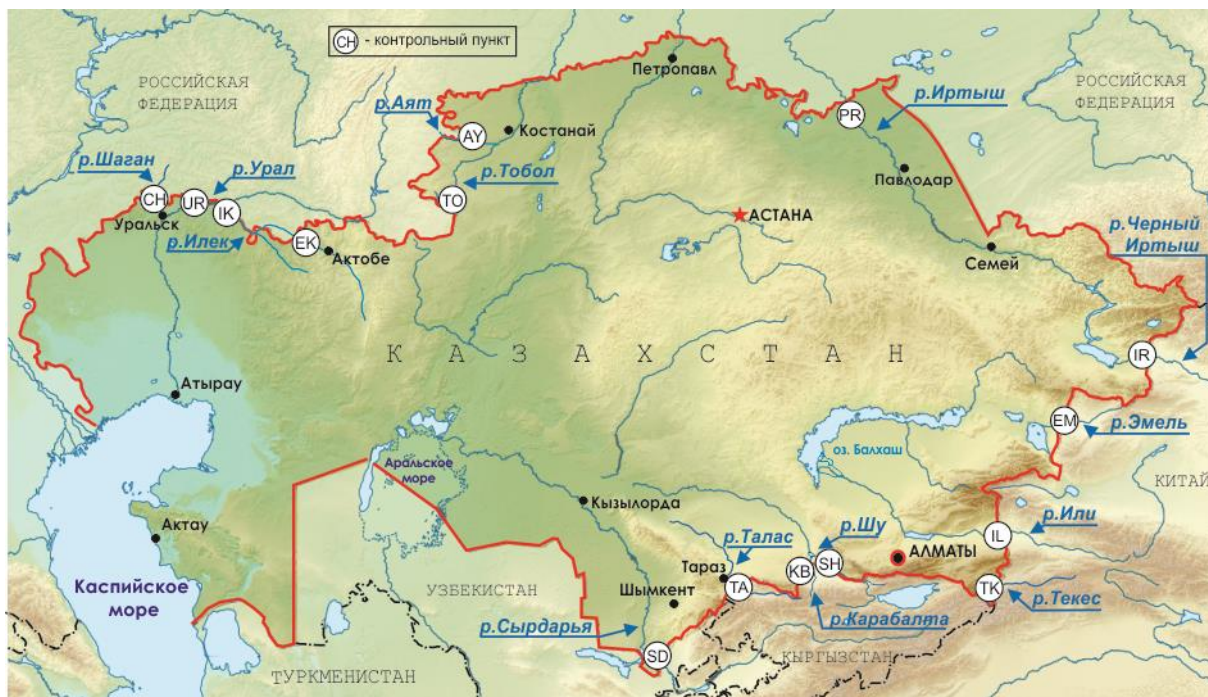 CH - контрольный пункт
РОССИЙСКАЯ
ФЕДЕРАЦИЯ
Петропавл
РОССИЙСКАЯ
ФЕДЕРАЦИЯ
р.Аят
AY
Костанай
PR
р.Иртыш
р.Шаган
р.Урал
р.Тобол
Павлодар
CH
UR
IK
TO
Уральск
АСТАНА
р.Илек
EK
Актобе
Семей
р.Черный
Иртыш
КАЗАХСТАН
IR
Атырау
EM
р.Эмель
оз. Балхаш
Аральское
море
КИТАЙ
Кызылорда
Актау
р.Шу
IL
р.Или
р.Талас
Каспийское
море
Тараз
TA
KB
SH
АЛМАТЫ
УЗБЕКИСТАН
Шымкент
TK
р.Текес
р.Карабалта
р.Сырдарья
SD
КЫРГЫЗСТАН
ТУРКМЕНИСТАН